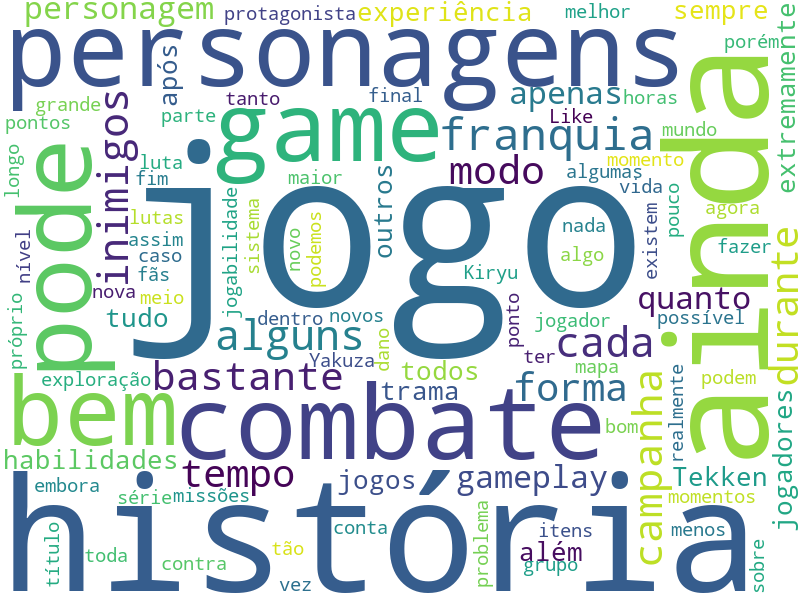 personagem
protagonista
experiência
melhor
sempre
personagens
após
porém
grande
tanto
final
apenas
horas
extremamente
pontos
inimigos
parte
game
Like
franquia
mundo
ainda
longo
pode
luta
fim
maior
modo
algumas
momento
vida
jogo
lutas
jogabilidade
sistema
novo
podemos
outros
nada
existem
pouco
agora
assim
caso
fãs
algo
fazer
nível
nova
meio
Kiryu
quanto
durante
próprio
tudo
alguns
dentro
novos
ponto
jogador
possível
cada
Yakuza
dano
ter
exploração
bastante
todos
mapa
podem
trama
forma
campanha
realmente
jogadores
bem
combate
bom
habilidades
tempo
jogos
gameplay
Tekken
embora
série
missões
momentos
história
conta
problema
itens
menos
título
toda
contra
tão
vez
além
grupo
sobre